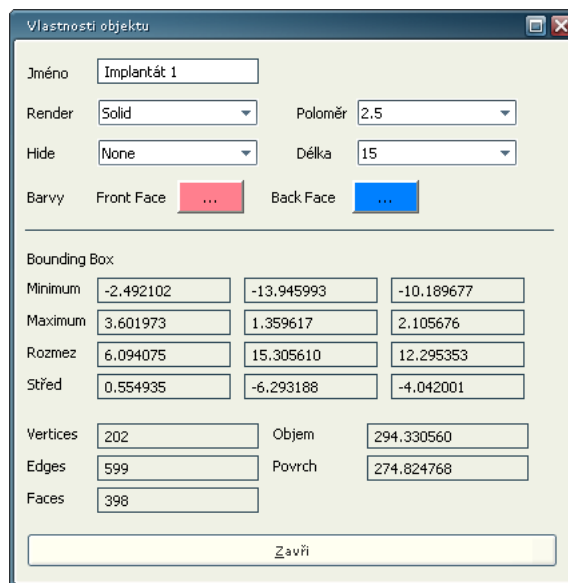 Vlastnosti objektu
Jméno Implantát 1
Render Solid Poloměr 2.5
Hide None Délka 15
Barvy Front Face ... Back Face ...
Bounding Box
Minimum -2.492102 -13.945993 -10.189677
Maximum 3.601973 1.359617 2.105676
Rozmez 6.094075 15.305610 12.295353
Střed 0.554935 -6.293188 -4.042001
Vertices 202 Objem 294.330560
Edges 599 Povrch 274.824768
Faces 398
Zavři